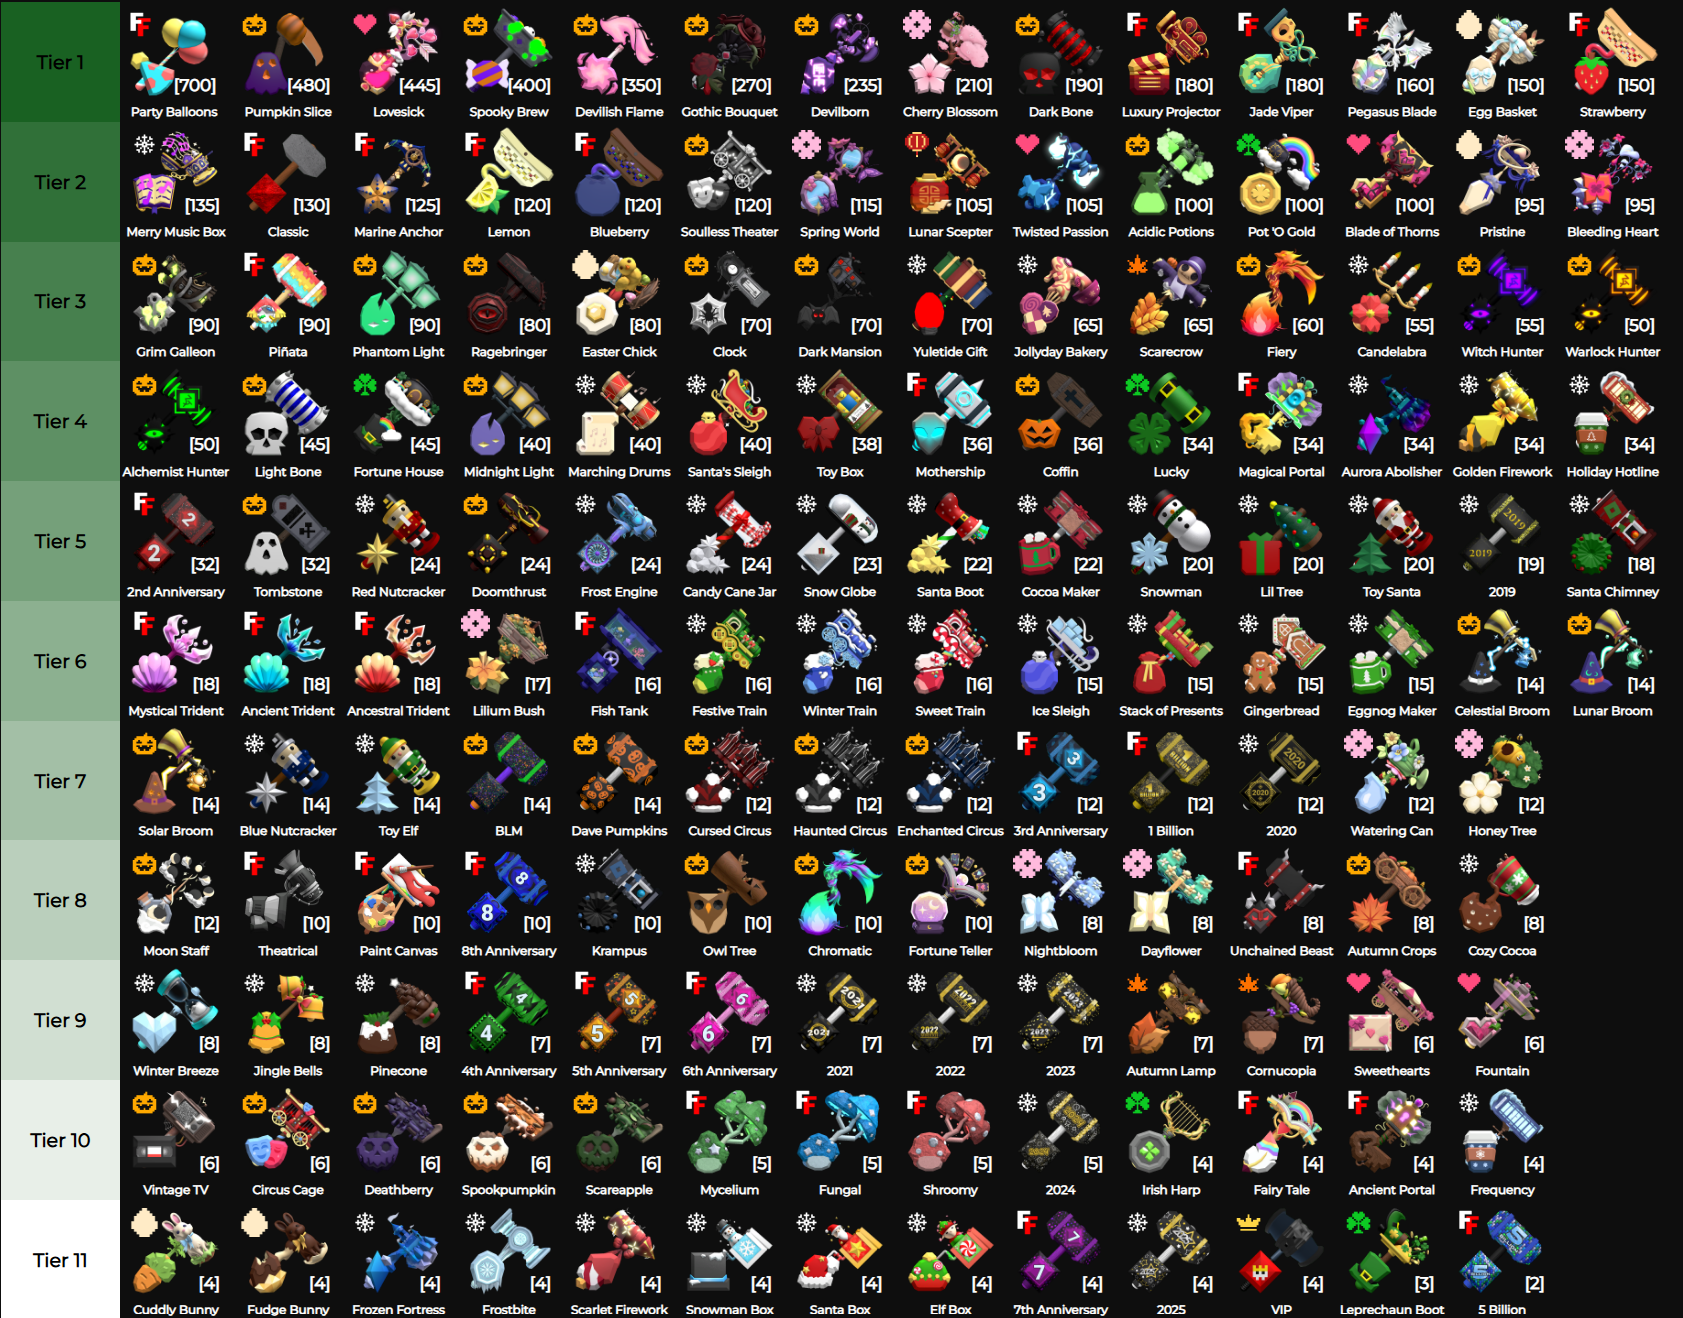 Tier 1
[700] [480] [445] [400] [350] [270] [235] [210] [190] [180] [180] [160] [150] [150]
Party Balloons Pumpkin Slice Lovesick Spooky Brew Devilish Flame Gothic Bouquet Devilborn Cherry Blossom Dark Bone Luxury Projector Jade Viper Pegasus Blade Egg Basket Strawberry
Tier 2
[135] [130] [125] [120] [120] [120] [115] [105] [105] [100] [100] [100] [95] [95]
Merry Music Box Classic Marine Anchor Lemon Blueberry Soulless Theater Spring World Lunar Scepter Twisted Passion Acidic Potions Pot 'O Gold Blade of Thorns Pristine Bleeding Heart
Tier 3
[90] [90] [90] [80] [80] [70] [70] [70] [65] [65] [60] [55] [55] [50]
Grim Galleon Piñata Phantom Light Ragebringer Easter Chick Clock Dark Mansion Yuletide Gift Jollyday Bakery Scarecrow Fiery Candelabra Witch Hunter Warlock Hunter
Tier 4
[50] [45] [45] [40] [40] [40] [38] [36] [36] [34] [34] [34] [34] [34]
Alchemist Hunter Light Bone Fortune House Midnight Light Marching Drums Santa's Sleigh Toy Box Mothership Coffin Lucky Magical Portal Aurora Abolisher Golden Firework Holiday Hotline
Tier 5
[32] [32] [24] [24] [24] [24] [23] [22] [22] [20] [20] [20] [19] [18]
2nd Anniversary Tombstone Red Nutcracker Doomthrust Frost Engine Candy Cane Jar Snow Globe Santa Boot Cocoa Maker Snowman Lil Tree Toy Santa 2019 Santa Chimney
Tier 6
[18] [18] [18] [17] [16] [16] [16] [16] [15] [15] [15] [15] [14] [14]
Mystical Trident Ancient Trident Ancestral Trident Lilium Bush Fish Tank Festive Train Winter Train Sweet Train Ice Sleigh Stack of Presents Gingerbread Eggnog Maker Celestial Broom Lunar Broom
Tier 7
[14] [14] [14] [14] [14] [12] [12] [12] [12] [12] [12] [12] [12]
Solar Broom Blue Nutcracker Toy Elf BLM Dave Pumpkins Cursed Circus Haunted Circus Enchanted Circus 3rd Anniversary 1 Billion 2020 Watering Can Honey Tree
Tier 8
[12] [10] [10] [10] [10] [10] [10] [10] [8] [8] [8] [8] [8]
Moon Staff Theatrical Paint Canvas 8th Anniversary Krampus Owl Tree Chromatic Fortune Teller Nightbloom Dayflower Unchained Beast Autumn Crops Cozy Cocoa
Tier 9
[8] [8] [8] [7] [7] [7] [7] [7] [7] [7] [7] [6] [6]
Winter Breeze Jingle Bells Pinecone 4th Anniversary 5th Anniversary 6th Anniversary 2021 2022 2023 Autumn Lamp Cornucopia Sweethearts Fountain
Tier 10
[6] [6] [6] [6] [6] [5] [5] [5] [5] [4] [4] [4] [4]
Vintage TV Circus Cage Deathberry Spookpumpkin Scareapple Mycelium Fungal Shroomy 2024 Irish Harp Fairy Tale Ancient Portal Frequency
Tier 11
[4] [4] [4] [4] [4] [4] [4] [4] [4] [4] [4] [3] [2]
Cuddly Bunny Fudge Bunny Frozen Fortress Frostbite Scarlet Firework Snowman Box Santa Box Elf Box 7th Anniversary 2025 VIP Leprechaun Boot 5 Billion